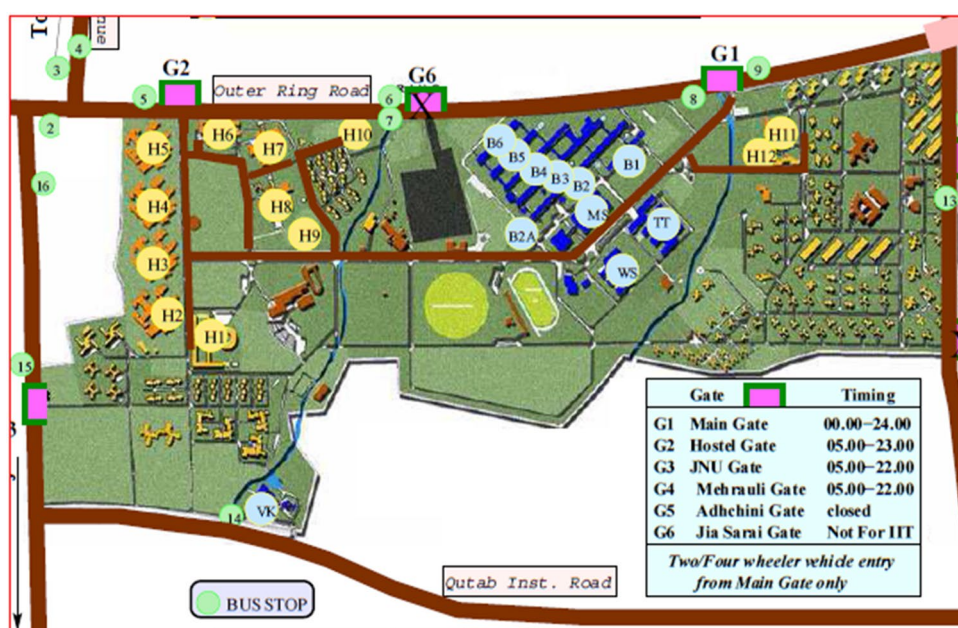 To
nue
4
3
G2
G6
G1
Outer Ring Road
5
6
7
8
9
2
16
13
15
14
H5
H6
H7
H10
H4
H8
H9
H3
H2
H11
H12
B6
B5
B4
B3
B2
B1
MS
B2A
TT
WS
VK
Gate Timing
G1 Main Gate 00.00–24.00
G2 Hostel Gate 05.00–23.00
G3 JNU Gate 05.00–22.00
G4 Mehrauli Gate 05.00–22.00
G5 Adhchini Gate closed
G6 Jia Sarai Gate Not For IIT
Two/Four wheeler vehicle entry
from Main Gate only
Qutab Inst. Road
BUS STOP